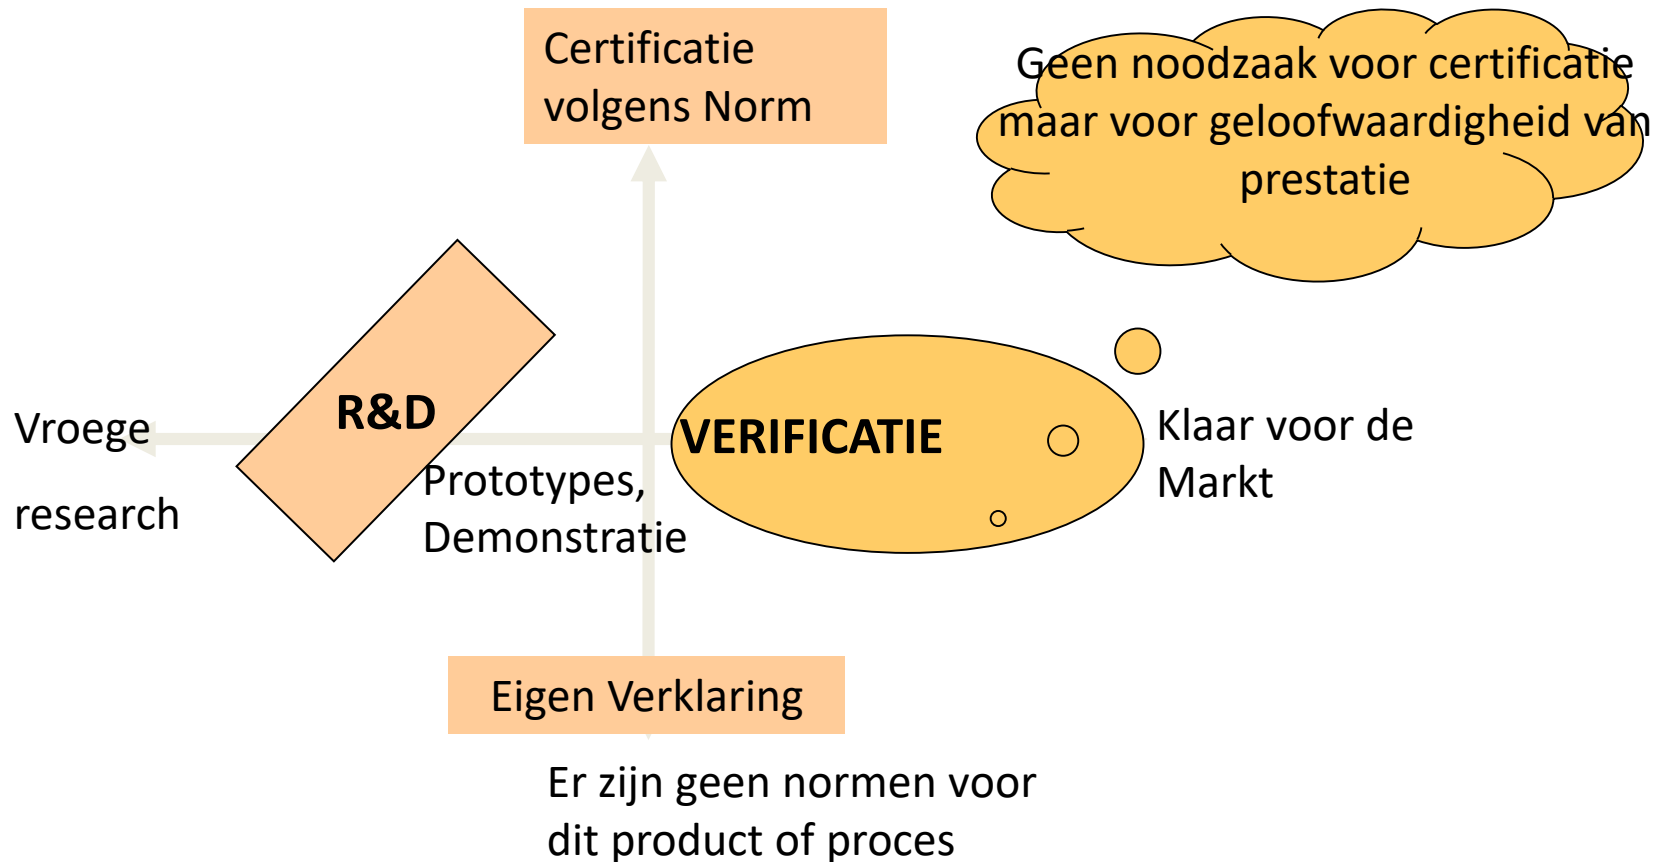 Certificatie
volgens Norm
Geen noodzaak voor certificatie
maar voor geloofwaardigheid van
prestatie
R&D
Vroege
research
Prototypes,
Demonstratie
VERIFICATIE
Klaar voor de
Markt
Eigen Verklaring
Er zijn geen normen voor
dit product of proces